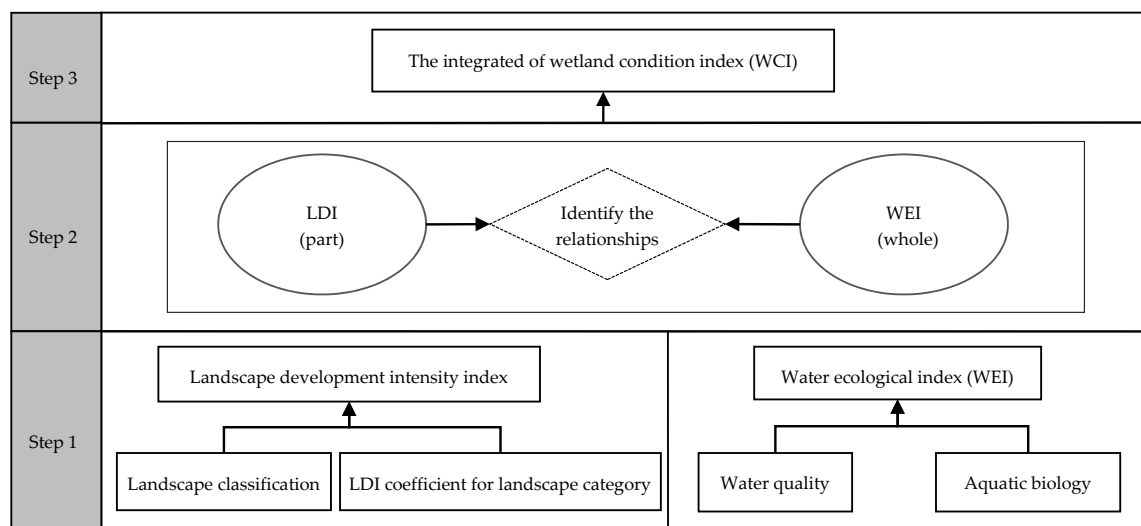 Step 3
The integrated of wetland condition index (WCI)
Step 2
LDI
(part)
Identify the
relationships
WEI
(whole)
Step 1
Landscape development intensity index
Water ecological index (WEI)
Landscape classification
LDI coefficient for landscape category
Water quality
Aquatic biology